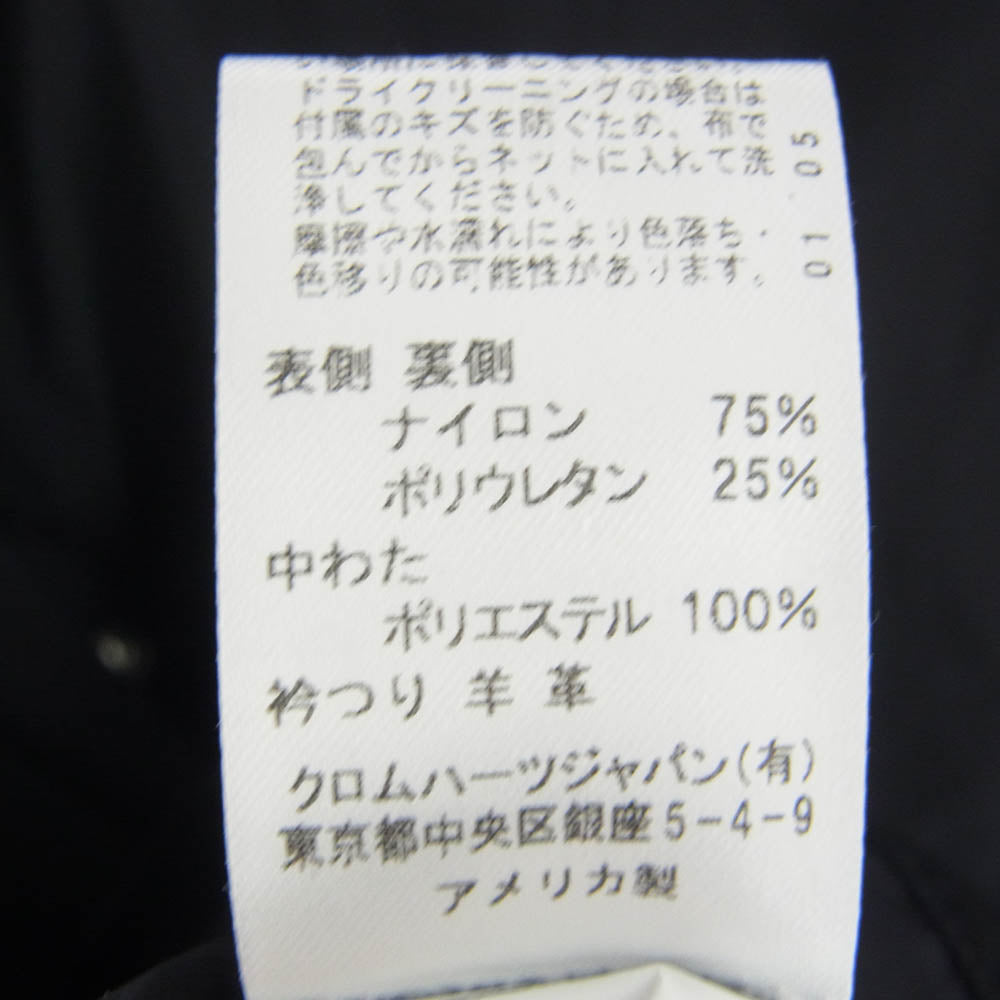 ドライクリーニングの場合は
付属のキズを防ぐため、布で
包んでからネットに入れて洗
浄してください。
摩擦や水濡れにより色落ち・
色移りの可能性があります。
01 05
表側 裏側
ナイロン 75%
ポリウレタン 25%
中わた
ポリエステル 100%
衿つり 羊 革
クロムハーツジャパン(有)
東京都中央区銀座5-4-9
アメリカ製